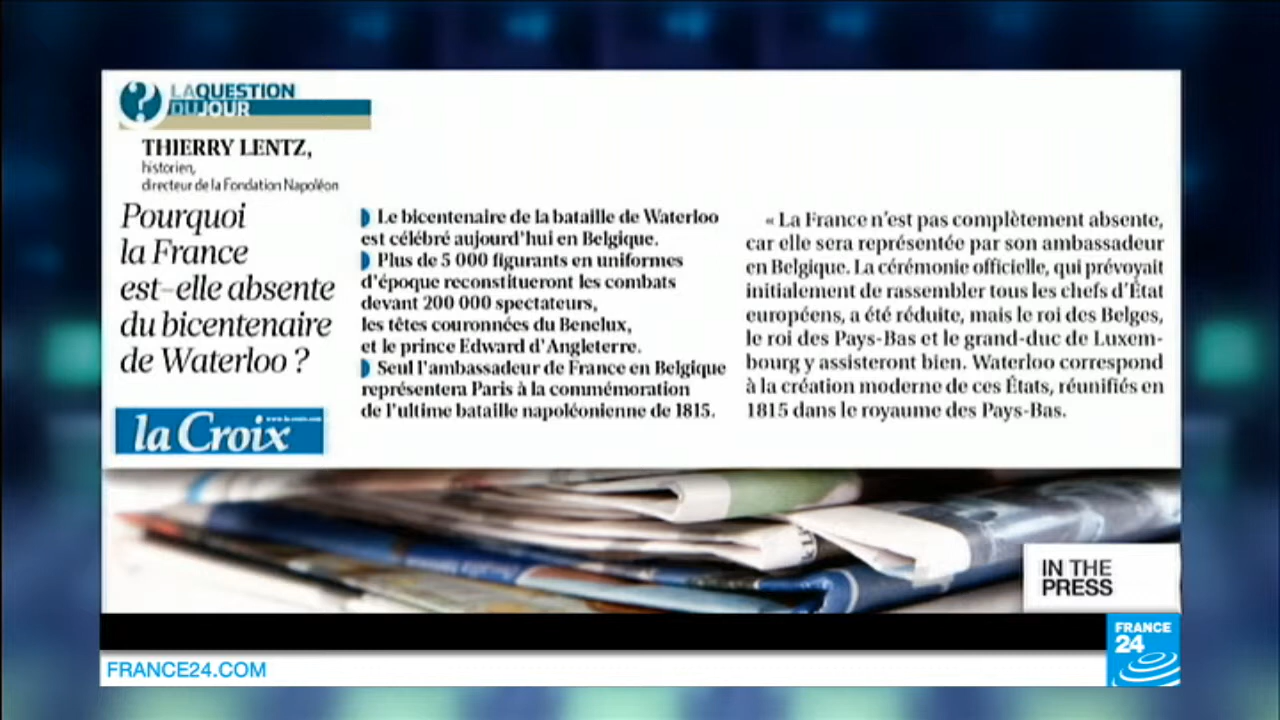 LAQUESTION
DUJOUR
THIERRY LENTZ,
historien,
directeur de la Fondation Napoléon
Pourquoi
la France
est-elle absente
du bicentenaire
de Waterloo ?
Le bicentenaire de la bataille de Waterloo
est célébré aujourd'hui en Belgique.
Plus de 5 000 figurants en uniformes
d'époque reconstitueront les combats
devant 200 000 spectateurs,
les têtes couronnées du Benelux,
et le prince Edward d'Angleterre.
Seul l'ambassadeur de France en Belgique
représentera Paris à la commémoration
de l'ultime bataille napoléonienne de 1815.
« La France n'est pas complètement absente,
car elle sera représentée par son ambassadeur
en Belgique. La cérémonie officielle, qui prévoyait
initialement de rassembler tous les chefs d'État
européens, a été réduite, mais le roi des Belges,
le roi des Pays-Bas et le grand-duc de Luxem-
bourg y assisteront bien. Waterloo correspond
à la création moderne de ces États, réunifiés en
1815 dans le royaume des Pays-Bas.
www.la-croix.com
la Croix
IN THE
PRESS
FRANCE
24
FRANCE24.COM